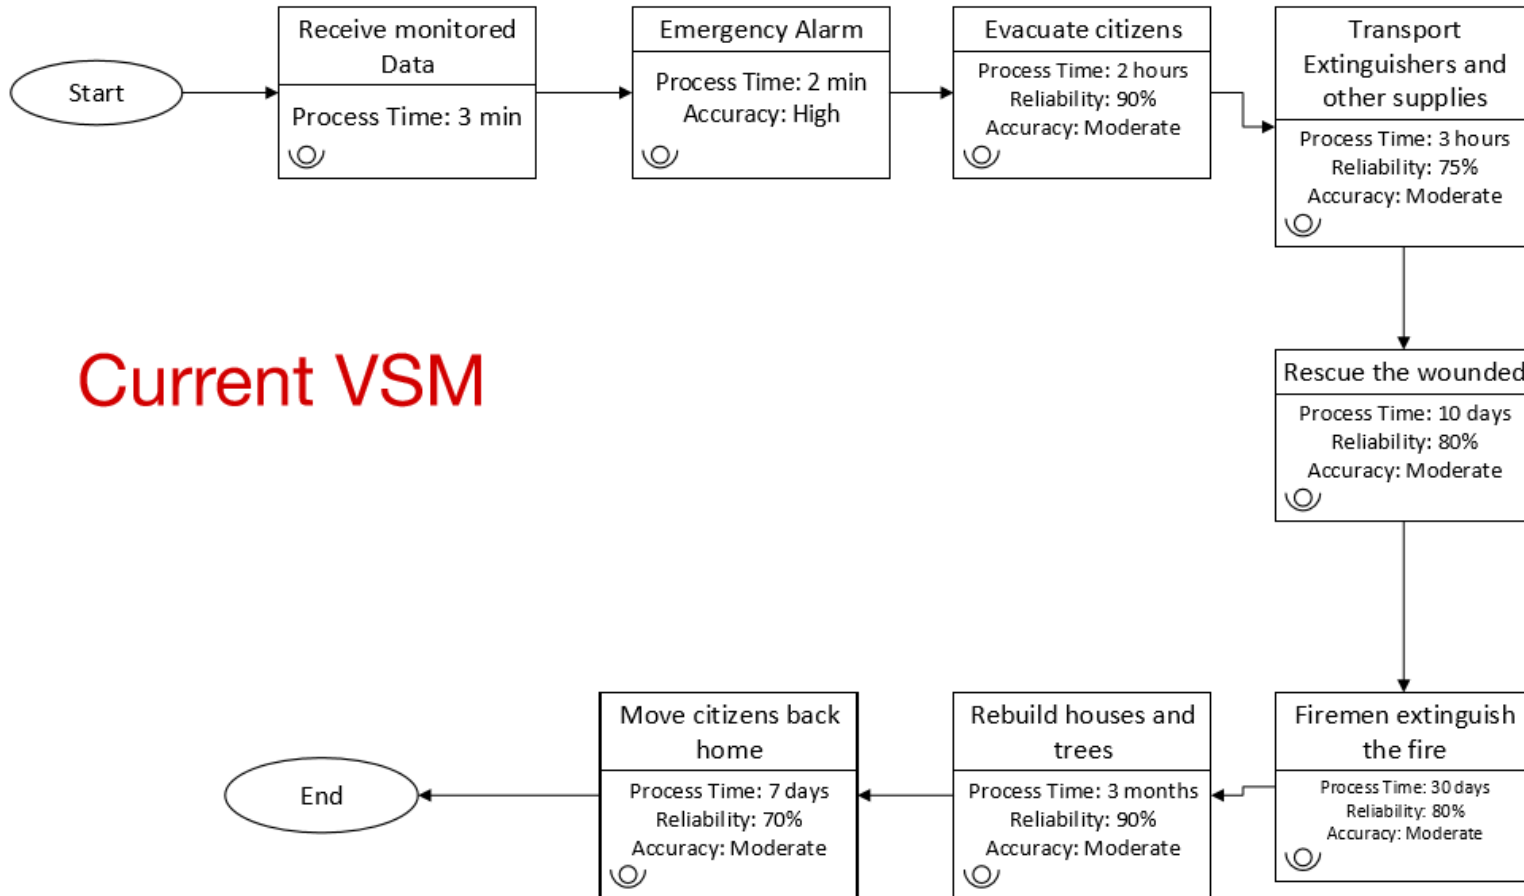 Start
Receive monitored
Data
Process Time: 3 min
Emergency Alarm
Process Time: 2 min
Accuracy: High
Evacuate citizens
Process Time: 2 hours
Reliability: 90%
Accuracy: Moderate
Transport
Extinguishers and
other supplies
Process Time: 3 hours
Reliability: 75%
Accuracy: Moderate
Current VSM
Rescue the wounded
Process Time: 10 days
Reliability: 80%
Accuracy: Moderate
Firemen extinguish
the fire
Process Time: 30 days
Reliability: 80%
Accuracy: Moderate
Rebuild houses and
trees
Process Time: 3 months
Reliability: 90%
Accuracy: Moderate
Move citizens back
home
Process Time: 7 days
Reliability: 70%
Accuracy: Moderate
End